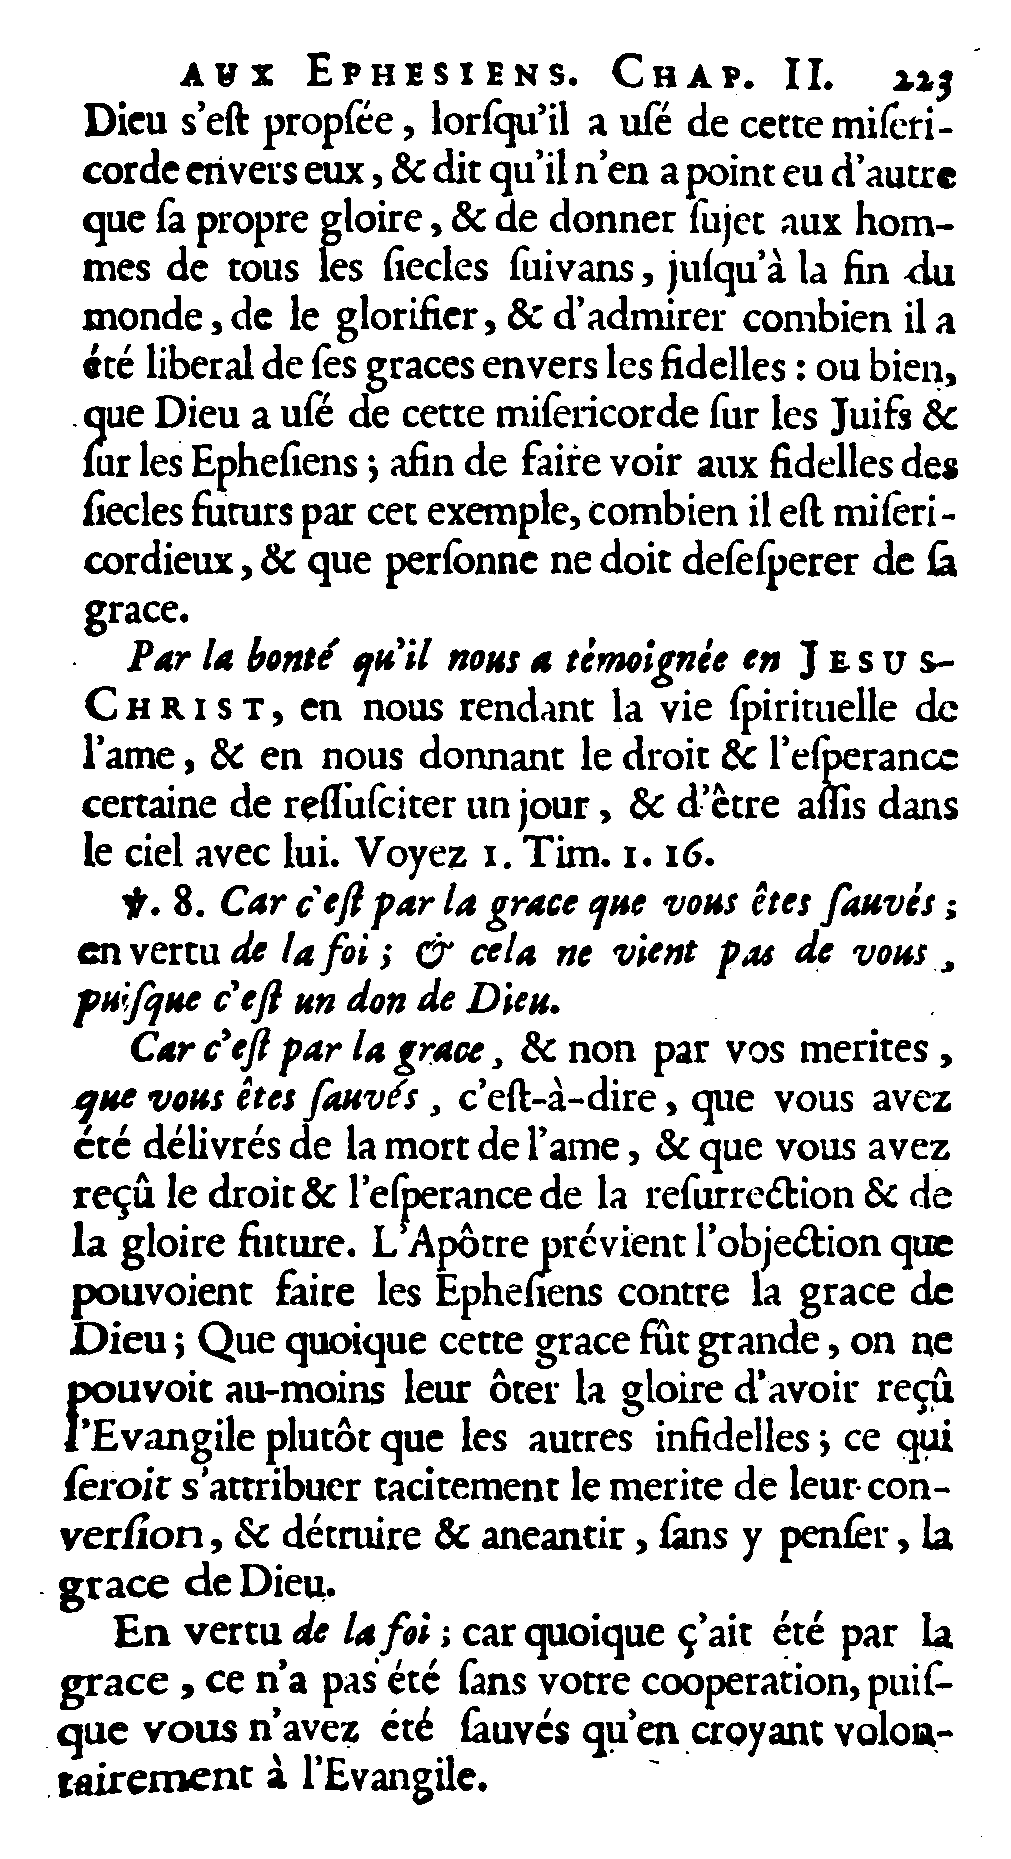 AUX EPHESIENS. CHAP. II. 223
Dieu s'eſt propſée, lorſqu'il a uſé de cette miſeri-
corde envers eux, & dit qu'il n'en a point eu d'autre
que ſa propre gloire, & de donner ſujet aux hom-
mes de tous les ſiecles ſuivans, juſqu'à la fin du
monde, de le glorifier, & d'admirer combien il a
été liberal de ſes graces envers les fidelles : ou bien,
que Dieu a uſé de cette miſericorde ſur les Juifs &
ſur les Epheſiens ; afin de faire voir aux fidelles des
ſiecles futurs par cet exemple, combien il eſt miſeri-
cordieux, & que perſonne ne doit deſeſperer de ſa
grace.
Par la bonté qu'il nous a témoignée en JESUS-
CHRIST, en nous rendant la vie ſpirituelle de
l'ame, & en nous donnant le droit & l'eſperance
certaine de reſſuſciter un jour, & d'être aſſis dans
le ciel avec lui. Voyez 1. Tim. 1. 16.
℣. 8. Car c'eſt par la grace que vous êtes ſauvés ;
en vertu de la foi ; & cela ne vient pas de vous,
puiſque c'eſt un don de Dieu.
Car c'eſt par la grace, & non par vos merites,
que vous êtes ſauvés, c'eſt-à-dire, que vous avez
été délivrés de la mort de l'ame, & que vous avez
reçû le droit & l'eſperance de la reſurrection & de
la gloire future. L'Apôtre prévient l'objection que
pouvoient faire les Epheſiens contre la grace de
Dieu ; Que quoique cette grace fût grande, on ne
pouvoit au-moins leur ôter la gloire d'avoir reçû
l'Evangile plutôt que les autres infidelles ; ce qui
ſeroit s'attribuer tacitement le merite de leur con-
verſion, & détruire & aneantir, ſans y penſer, la
grace de Dieu.
En vertu de la foi ; car quoique ç'ait été par la
grace, ce n'a pas été ſans votre cooperation, puiſ-
que vous n'avez été ſauvés qu'en croyant volon-
tairement à l'Evangile.